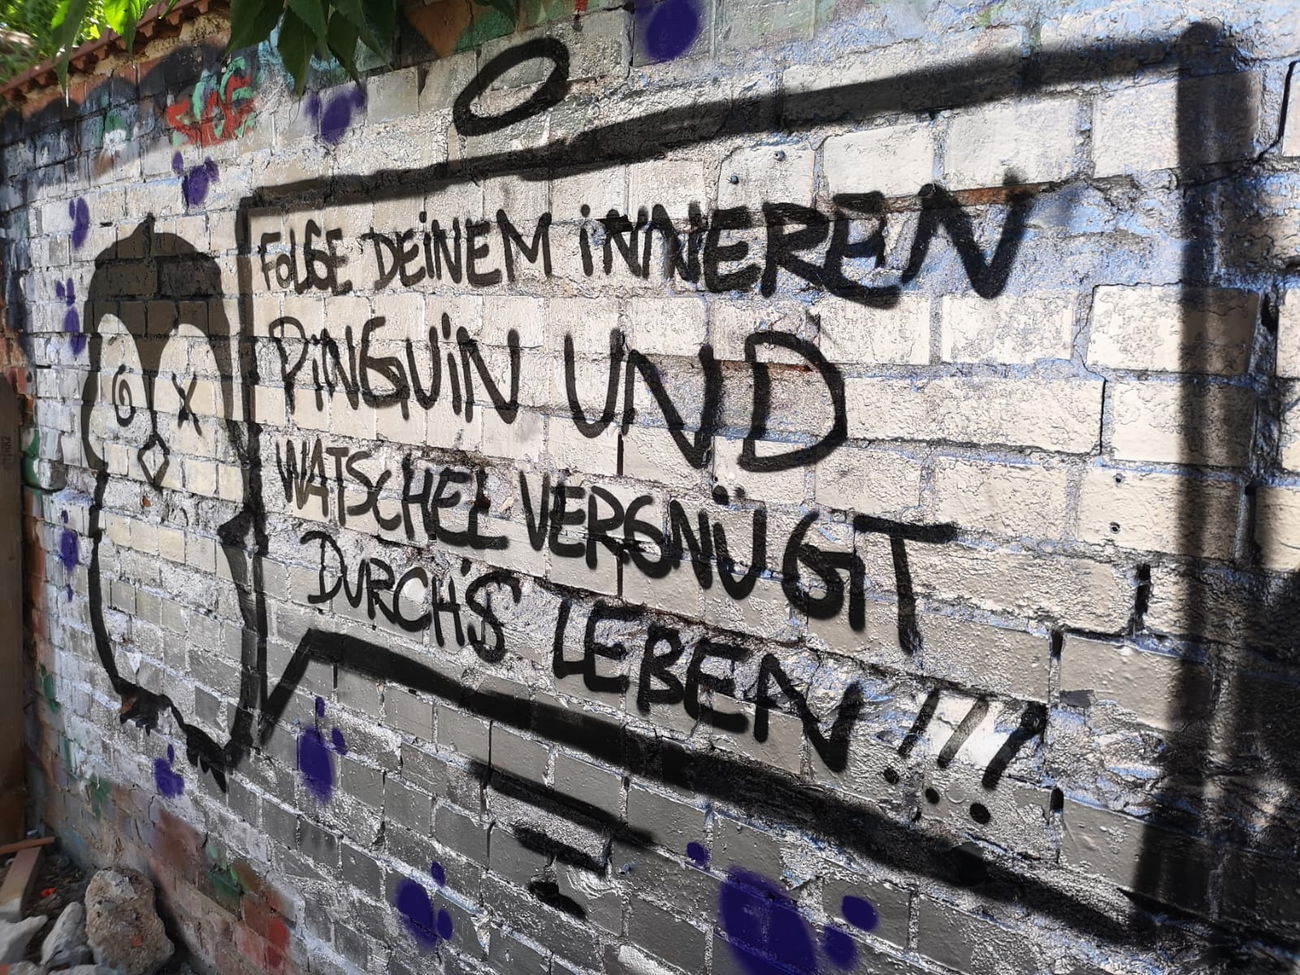 FOLGE DEiNEM iNNEREN
PiNGUiN UND
WATSCHEL VERGNÜGT
DURCH'S LEBEN!!!